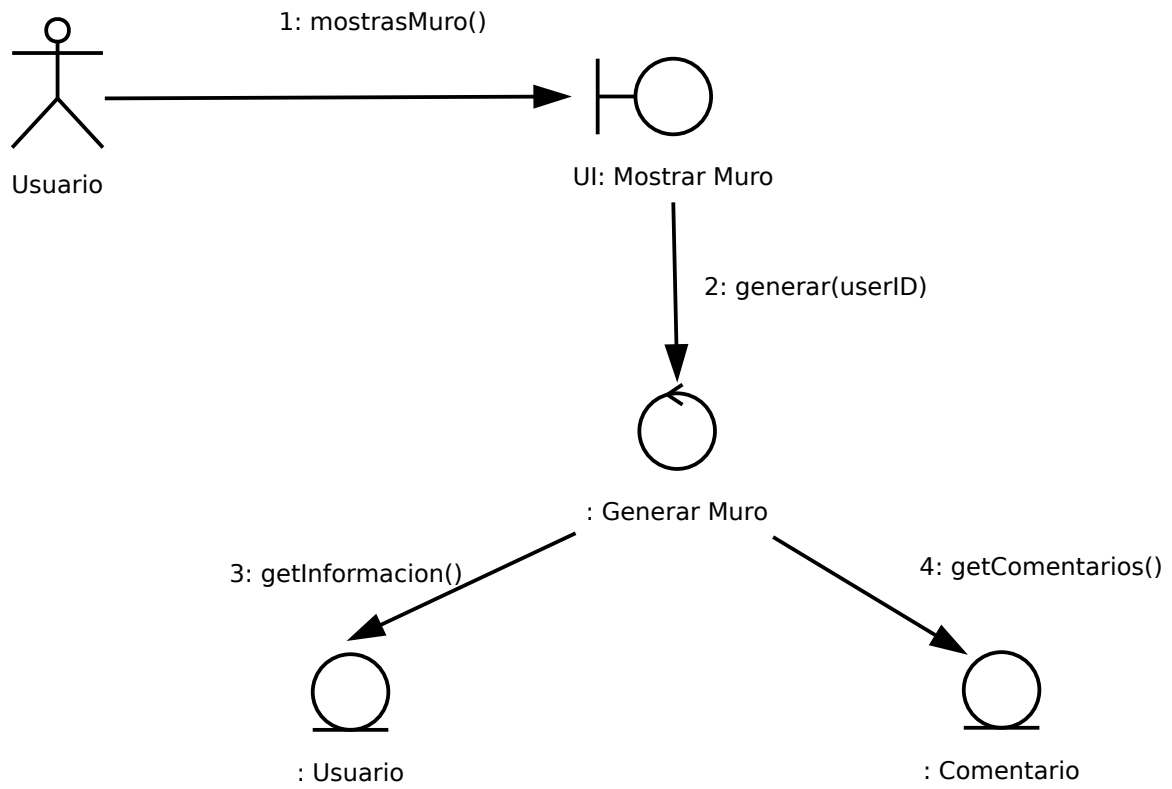 1: mostrasMuro()
Usuario
UI: Mostrar Muro
2: generar(userID)
: Generar Muro
3: getInformacion()
4: getComentarios()
: Usuario
: Comentario